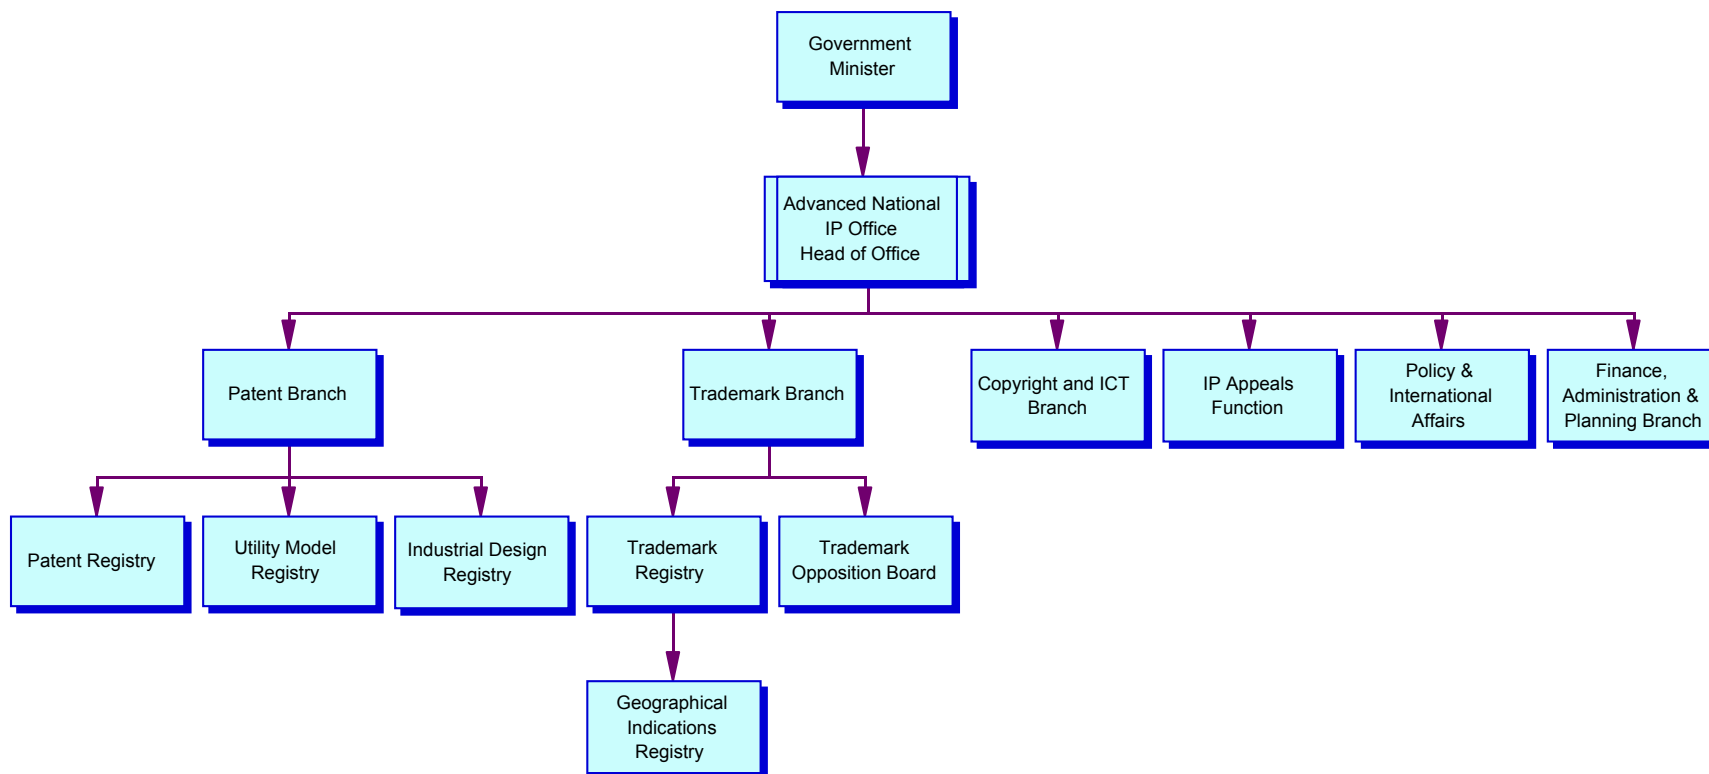 Government
Minister
Advanced National
IP Office
Head of Office
Patent Branch
Trademark Branch
Copyright and ICT
Branch
IP Appeals
Function
Policy &
International
Affairs
Finance,
Administration &
Planning Branch
Patent Registry
Utility Model
Registry
Industrial Design
Registry
Trademark
Registry
Trademark
Opposition Board
Geographical
Indications
Registry